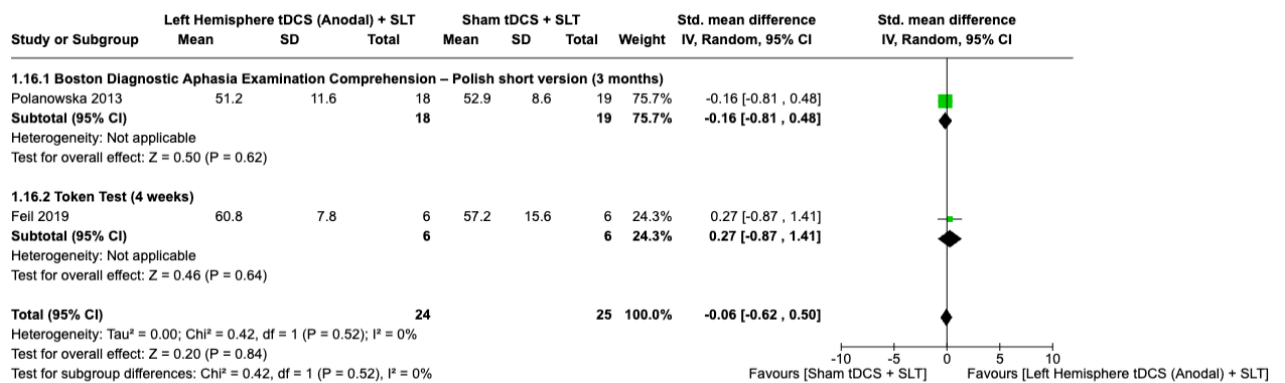 Left Hemisphere tDCS (Anodal) + SLT Sham tDCS + SLT Std. mean difference Std. mean difference
Study or Subgroup Mean SD Total Mean SD Total Weight IV, Random, 95% CI IV, Random, 95% CI
1.16.1 Boston Diagnostic Aphasia Examination Comprehension – Polish short version (3 months)
Polanowska 2013 51.2 11.6 18 52.9 8.6 19 75.7% -0.16 [-0.81 , 0.48]
Subtotal (95% CI) 18 19 75.7% -0.16 [-0.81 , 0.48]
Heterogeneity: Not applicable
Test for overall effect: Z = 0.50 (P = 0.62)
1.16.2 Token Test (4 weeks)
Feil 2019 60.8 7.8 6 57.2 15.6 6 24.3% 0.27 [-0.87 , 1.41]
Subtotal (95% CI) 6 6 24.3% 0.27 [-0.87 , 1.41]
Heterogeneity: Not applicable
Test for overall effect: Z = 0.46 (P = 0.64)
Total (95% CI) 24 25 100.0% -0.06 [-0.62 , 0.50]
Heterogeneity: Tau² = 0.00; Chi² = 0.42, df = 1 (P = 0.52); I² = 0%
Test for overall effect: Z = 0.20 (P = 0.84)
Test for subgroup differences: Chi² = 0.42, df = 1 (P = 0.52), I² = 0%
-10 -5 0 5 10
Favours [Sham tDCS + SLT] Favours [Left Hemisphere tDCS (Anodal) + SLT]